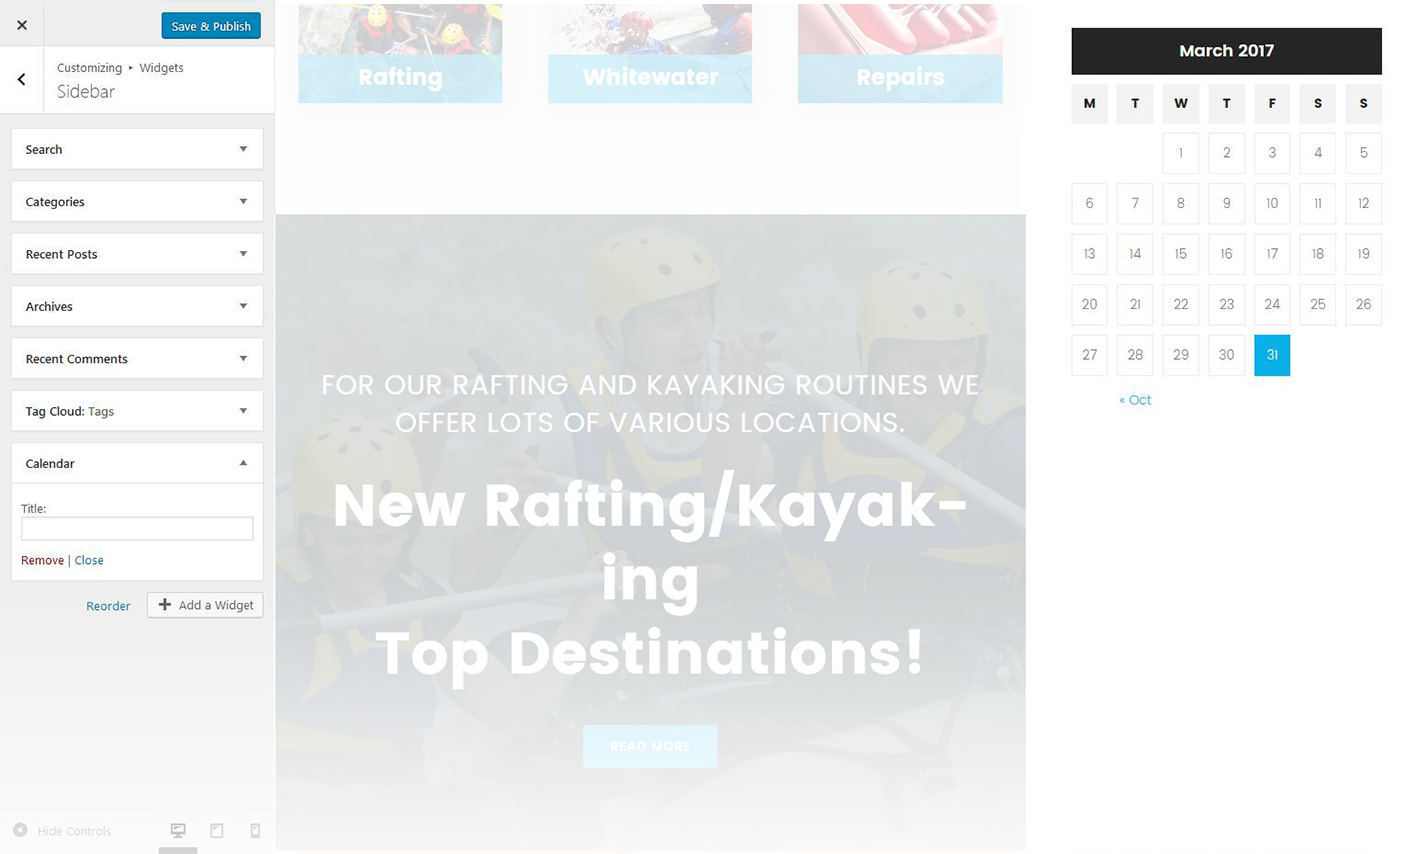 Save & Publish
Customizing ▸ Widgets
Sidebar
Search
Categories
Recent Posts
Archives
Recent Comments
Tag Cloud: Tags
Calendar
Title:
Remove | Close
Reorder
Add a Widget
Hide Controls
Rafting
Whitewater
Repairs
FOR OUR RAFTING AND KAYAKING ROUTINES WE
OFFER LOTS OF VARIOUS LOCATIONS.
New Rafting/Kayak-
ing
Top Destinations!
READ MORE
March 2017
M T W T F S S
1 2 3 4 5
6 7 8 9 10 11 12
13 14 15 16 17 18 19
20 21 22 23 24 25 26
27 28 29 30 31
« Oct